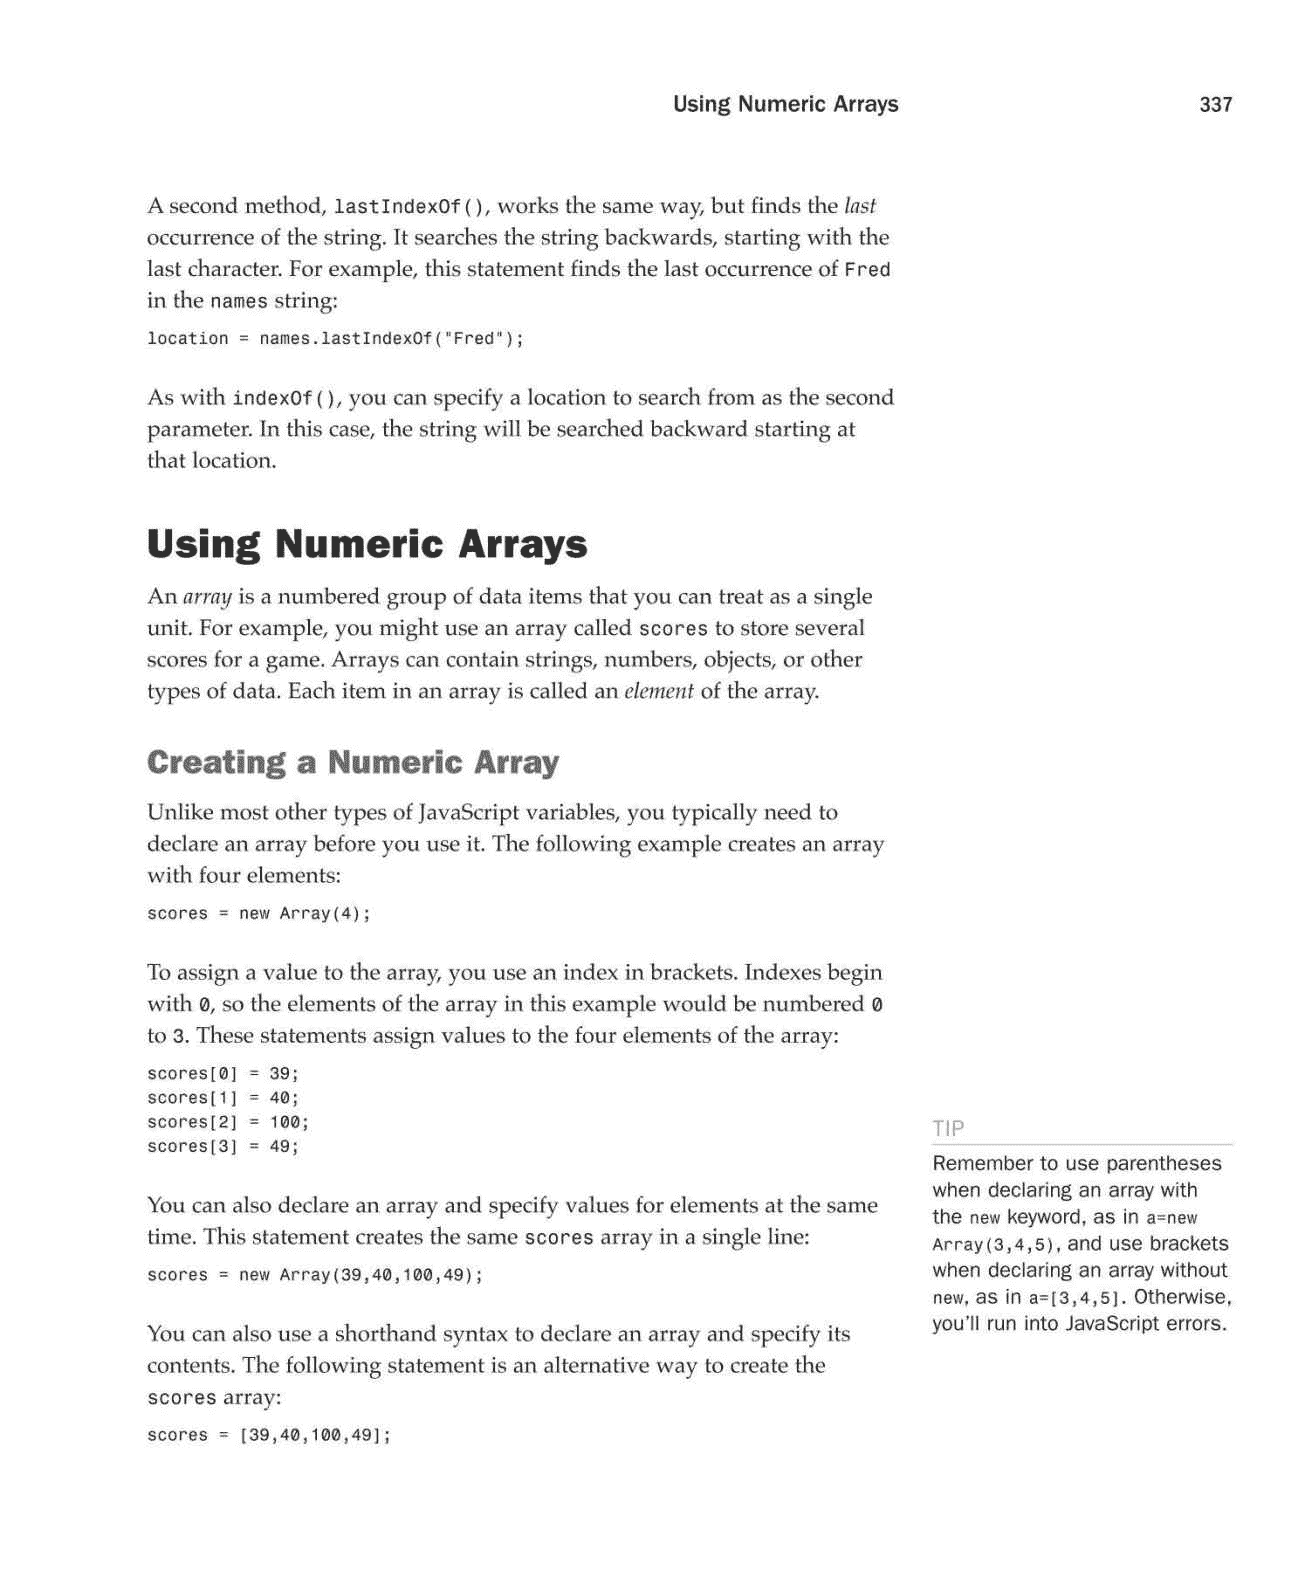 Using Numeric Arrays 337
A second method, lastIndexOf(), works the same way, but finds the last
occurrence of the string. It searches the string backwards, starting with the
last character. For example, this statement finds the last occurrence of Fred
in the names string:
location = names.lastIndexOf("Fred");
As with indexOf(), you can specify a location to search from as the second
parameter. In this case, the string will be searched backward starting at
that location.
Using Numeric Arrays
An array is a numbered group of data items that you can treat as a single
unit. For example, you might use an array called scores to store several
scores for a game. Arrays can contain strings, numbers, objects, or other
types of data. Each item in an array is called an element of the array.
Creating a Numeric Array
Unlike most other types of JavaScript variables, you typically need to
declare an array before you use it. The following example creates an array
with four elements:
scores = new Array(4);
To assign a value to the array, you use an index in brackets. Indexes begin
with 0, so the elements of the array in this example would be numbered 0
to 3. These statements assign values to the four elements of the array:
scores[0] = 39;
scores[1] = 40;
scores[2] = 100;
scores[3] = 49;
You can also declare an array and specify values for elements at the same
time. This statement creates the same scores array in a single line:
scores = new Array(39,40,100,49);
You can also use a shorthand syntax to declare an array and specify its
contents. The following statement is an alternative way to create the
scores array:
scores = [39,40,100,49];
TIP
Remember to use parentheses
when declaring an array with
the new keyword, as in a=new
Array(3,4,5), and use brackets
when declaring an array without
new, as in a=[3,4,5]. Otherwise,
you'll run into JavaScript errors.